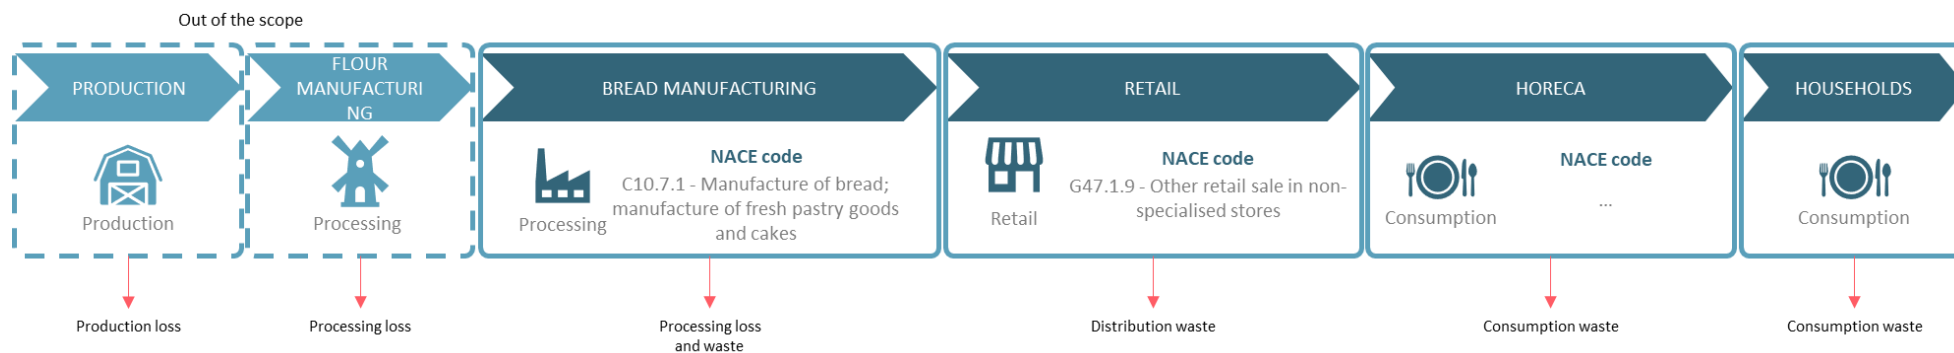 Out of the scope
PRODUCTION
FLOUR
MANUFACTURI
NG
BREAD MANUFACTURING
RETAIL
HORECA
HOUSEHOLDS
Production
Processing
Processing
NACE code
C10.7.1 - Manufacture of bread;
manufacture of fresh pastry goods
and cakes
Retail
NACE code
G47.1.9 - Other retail sale in non-
specialised stores
Consumption
NACE code
...
Consumption
Production loss
Processing loss
Processing loss
and waste
Distribution waste
Consumption waste
Consumption waste